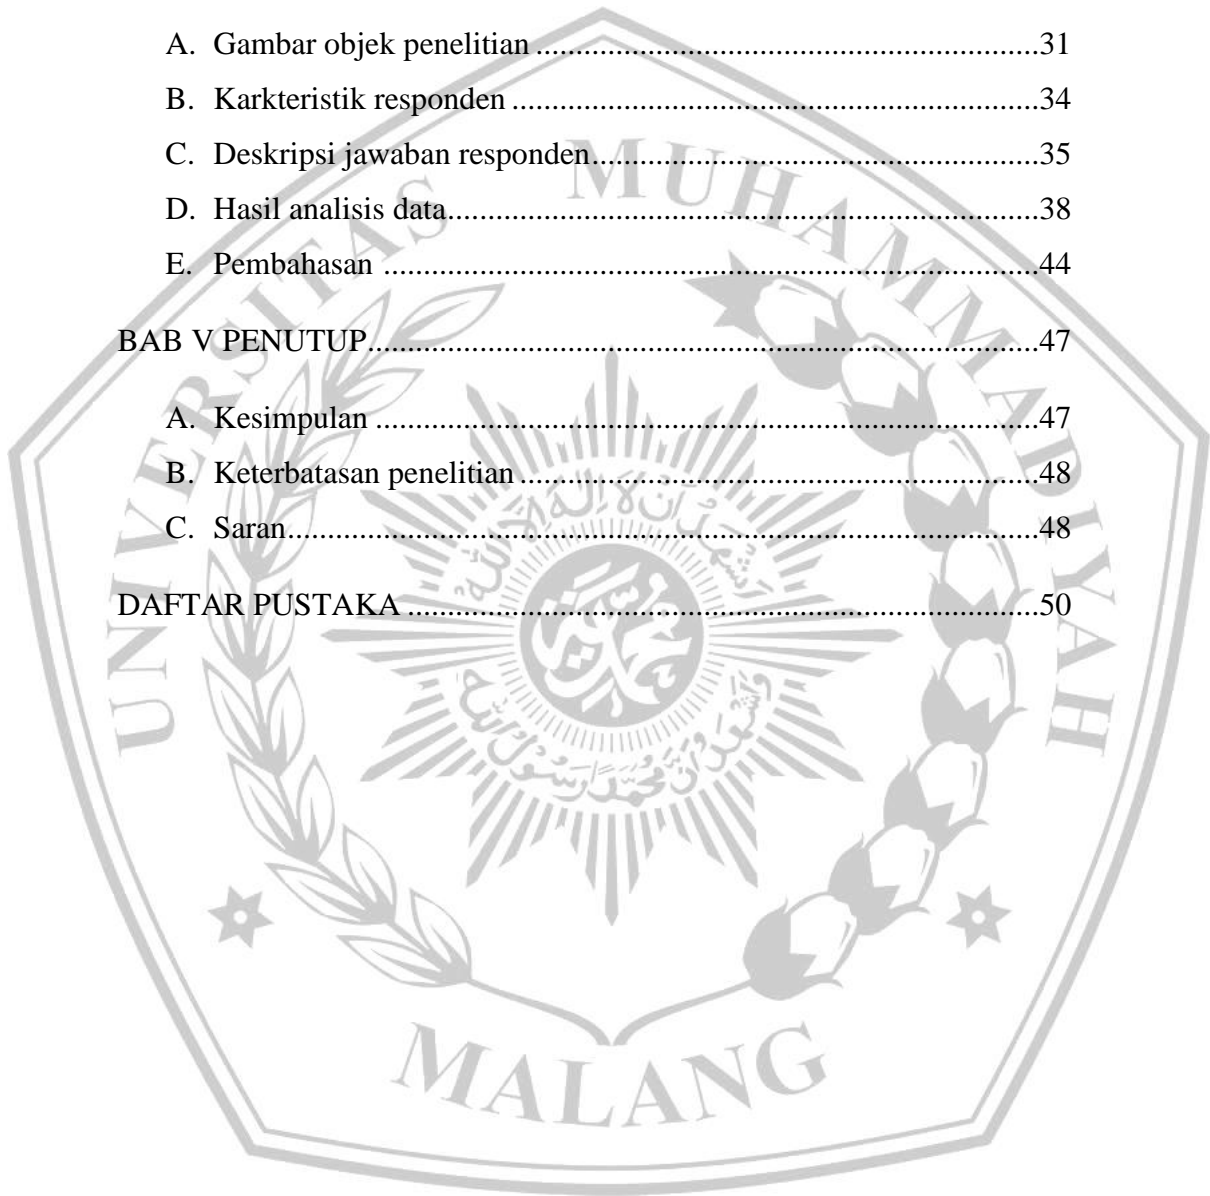 A. Gambar objek penelitian ................................................................31
B. Karkteristik responden ...................................................................34
C. Deskripsi jawaban responden.........................................................35
D. Hasil analisis data...........................................................................38
E. Pembahasan ...................................................................................44
BAB V PENUTUP.....................................................................................47
A. Kesimpulan ....................................................................................47
B. Keterbatasan penelitian ..................................................................48
C. Saran...............................................................................................48
DAFTAR PUSTAKA ................................................................................50
UNIVERSITAS MUHAMMADIYAH
MALANG